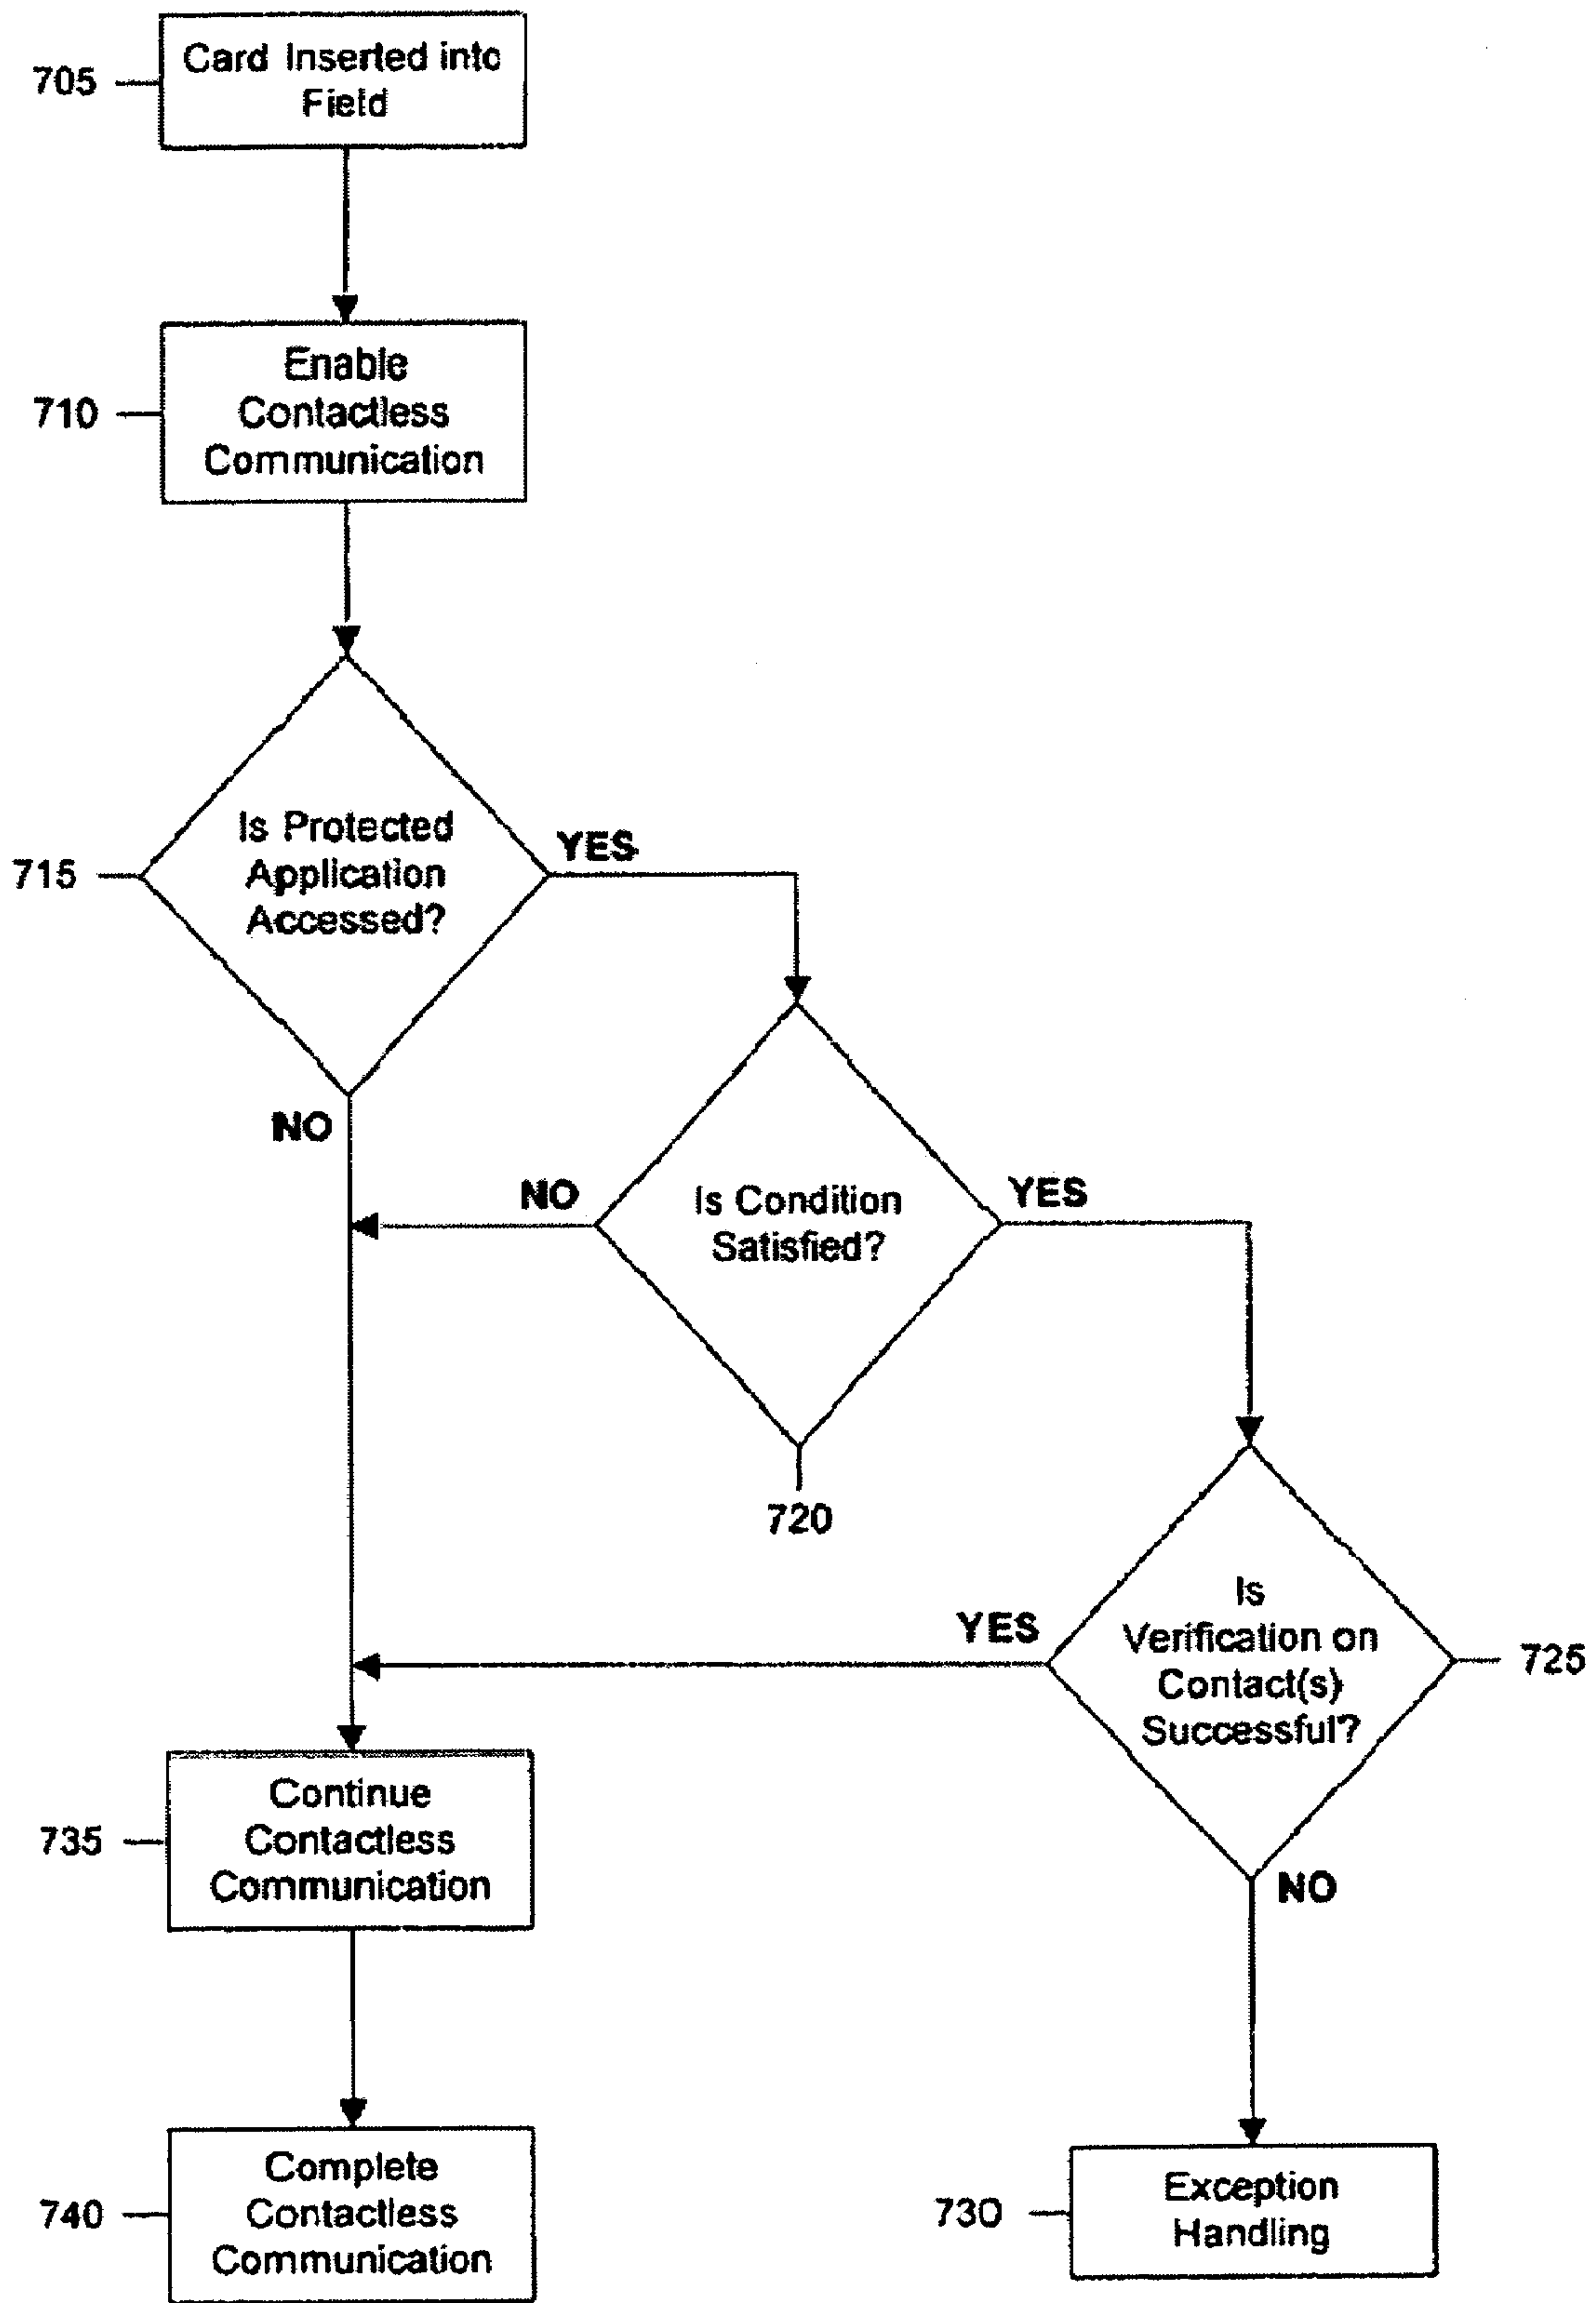 Card Inserted into
Field
705
Enable
Contactless
Communication
710
Is Protected
Application
Accessed?
715
YES
NO
Is Condition
Satisfied?
NO
YES
720
Is
Verification on
Contact(s)
Successful?
YES
725
NO
Continue
Contactless
Communication
735
Complete
Contactless
Communication
740
Exception
Handling
730